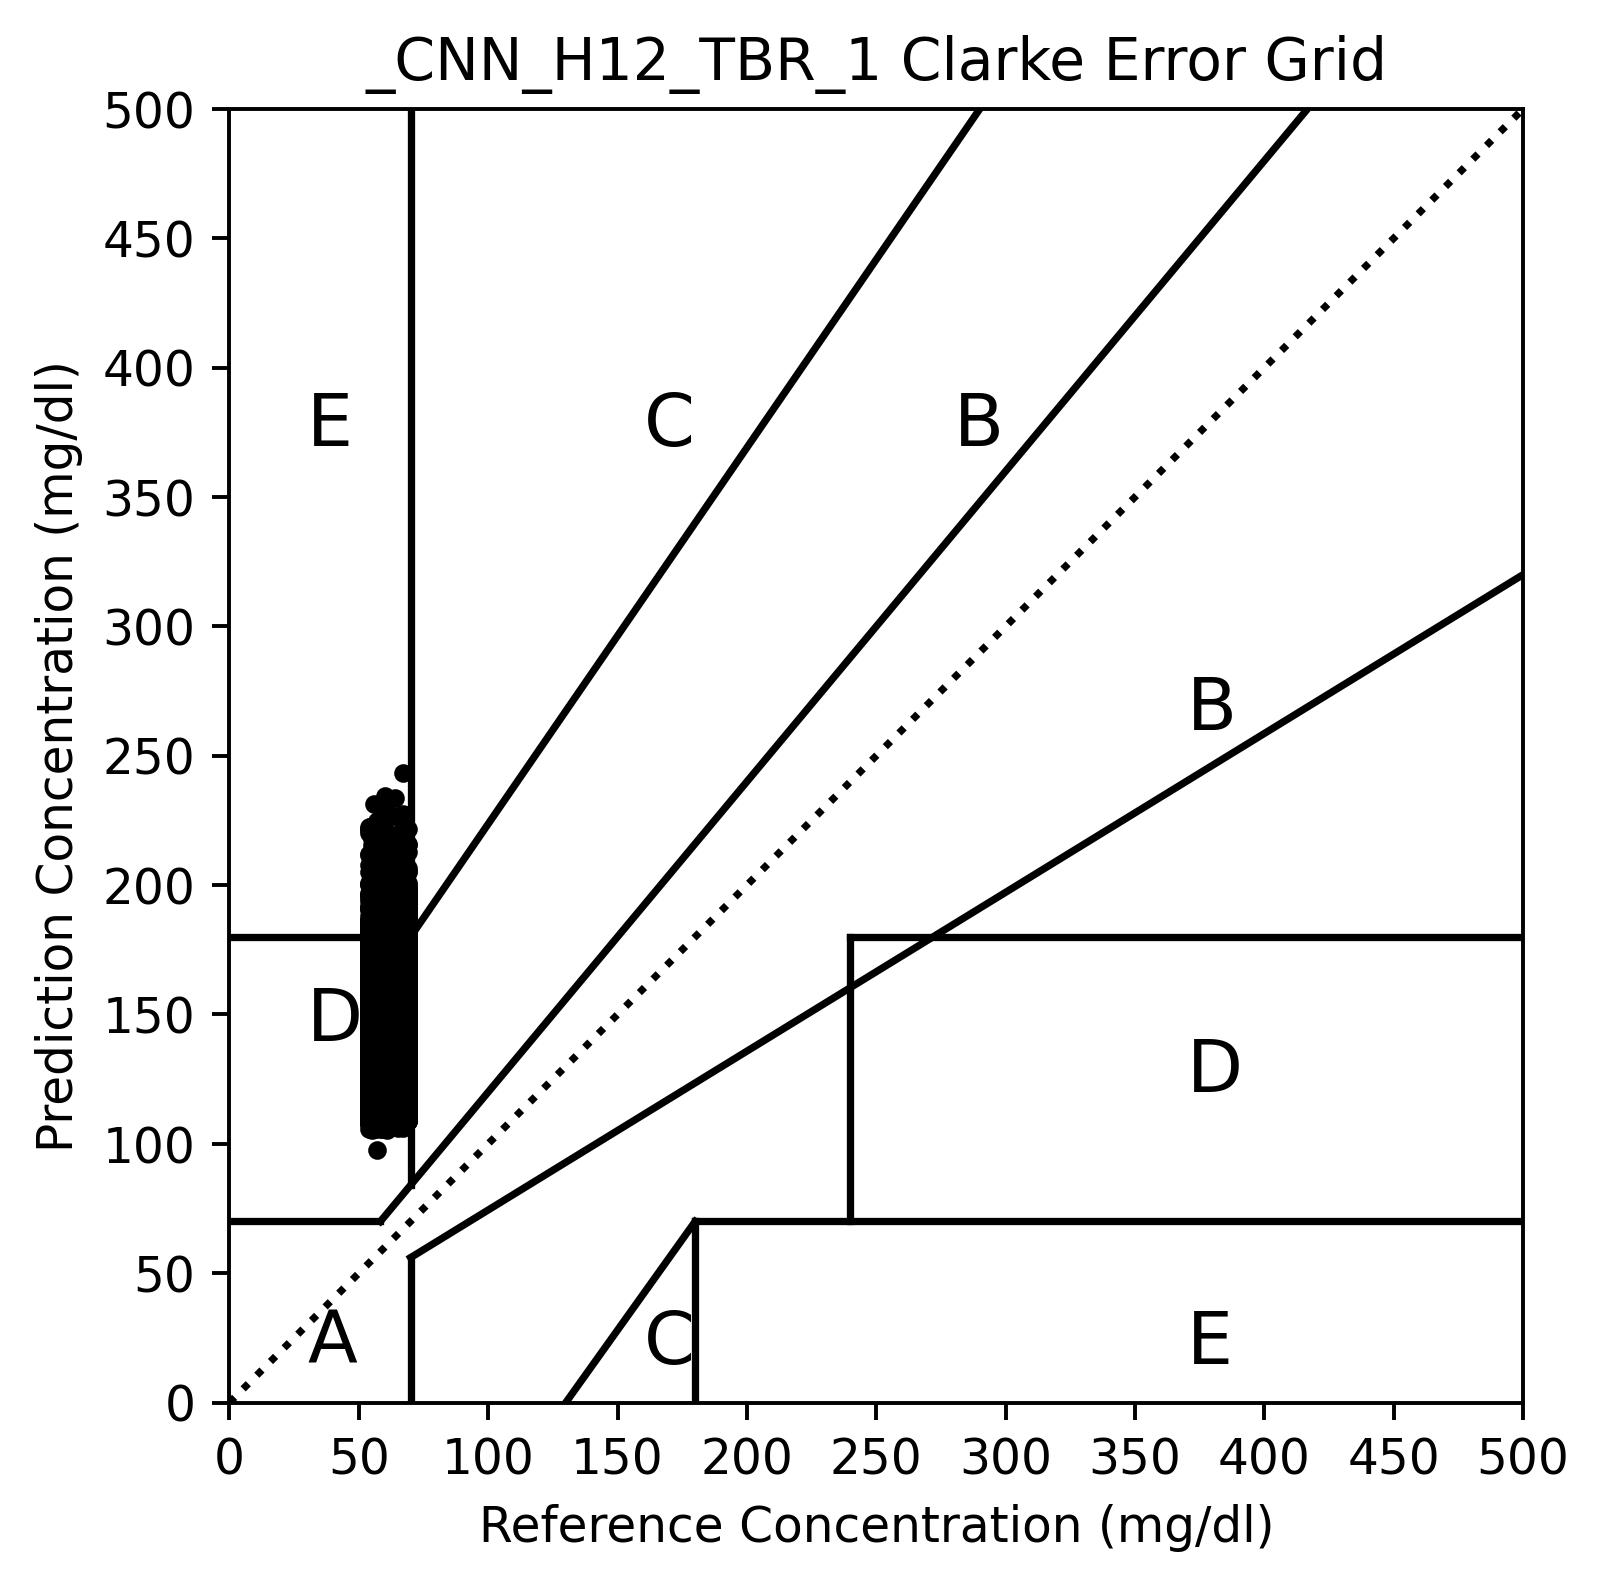 _CNN_H12_TBR_1 Clarke Error Grid
500
450
400
350
300
250
200
150
100
50
0
Prediction Concentration (mg/dl)
E
C
B
B
D
D
A
C
E
0 50 100 150 200 250 300 350 400 450 500
Reference Concentration (mg/dl)